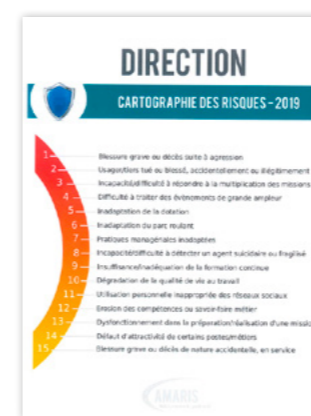 DIRECTION
CARTOGRAPHIE DES RISQUES - 2019
1 Blessure grave ou décès suite à agression
2 Usager/tiers tué ou blessé, accidentellement ou illégitimement
3 Incapacité/difficulté à répondre à la multiplication des missions
4 Difficulté à traiter des évènements de grande ampleur
5 Inadaptation de la dotation
6 Inadaptation du parc roulant
7 Pratiques managériales inadaptées
8 Incapacité/difficulté à détecter un agent suicidaire ou fragilisé
9 Insuffisance/inadéquation de la formation continue
10 Dégradation de la qualité de vie au travail
11 Utilisation personnelle inappropriée des réseaux sociaux
12 Erosion des compétences ou savoir-faire métier
13 Dysfonctionnement dans la préparation/réalisation d'une missio
14 Défaut d'attractivité de certains postes/métiers
15 Blessure grave ou décès de nature accidentelle, en service
AMARIS